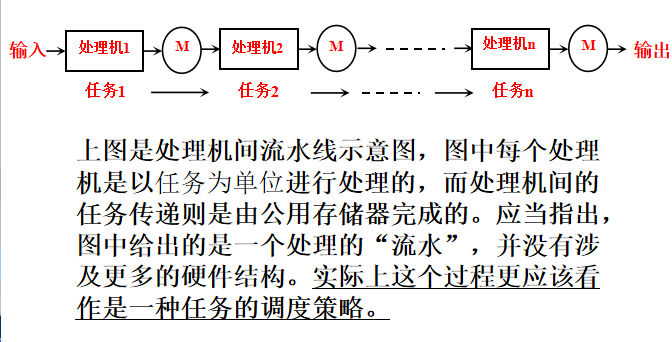 输入 处理机1 M 处理机2 M 处理机n M 输出
任务1 任务2 任务n
上图是处理机间流水线示意图，图中每个处理
机是以任务为单位进行处理的，而处理机间的
任务传递则是由公用存储器完成的。应当指出，
图中给出的是一个处理的“流水”，并没有涉
及更多的硬件结构。实际上这个过程更应该看
作是一种任务的调度策略。